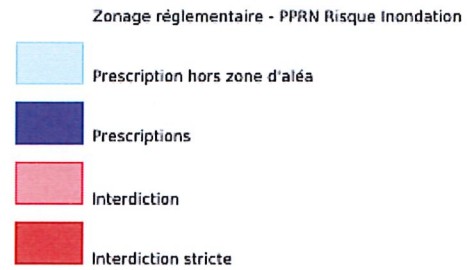 Zonage réglementaire - PPRN Risque Inondation
Prescription hors zone d'aléa
Prescriptions
Interdiction
Interdiction stricte